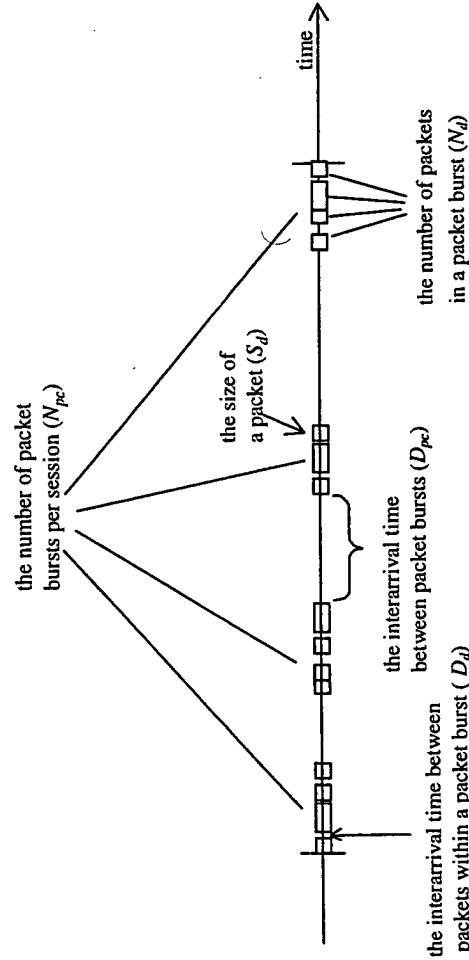 the number of packet
bursts per session (N_pc)
the size of
a packet (S_d)
time
the interarrival time between
packets within a packet burst ( D_d)
the interarrival time
between packet bursts (D_pc)
the number of packets
in a packet burst (N_d)